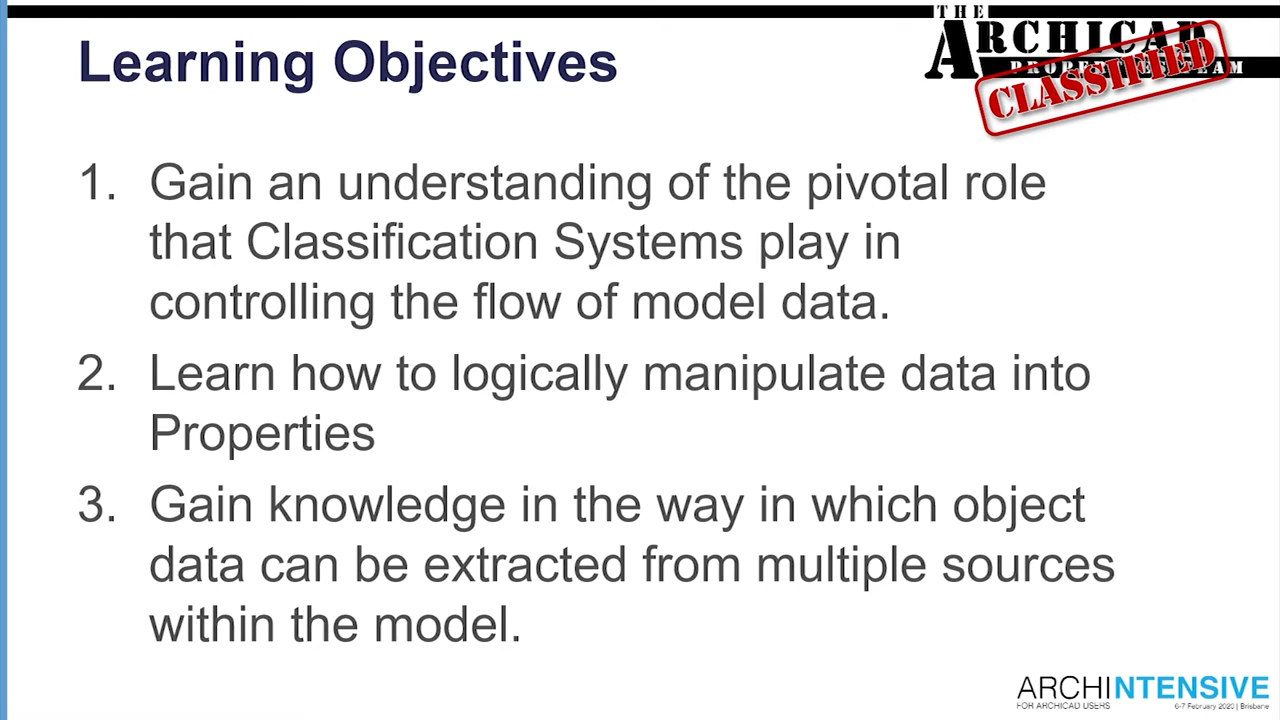 THE
ARCHICAD
PROPERTIES TEAM
CLASSIFIED
Learning Objectives
1. Gain an understanding of the pivotal role
that Classification Systems play in
controlling the flow of model data.
2. Learn how to logically manipulate data into
Properties
3. Gain knowledge in the way in which object
data can be extracted from multiple sources
within the model.
ARCHINTENSIVE
FOR ARCHICAD USERS
6-7 February 2020 | Brisbane